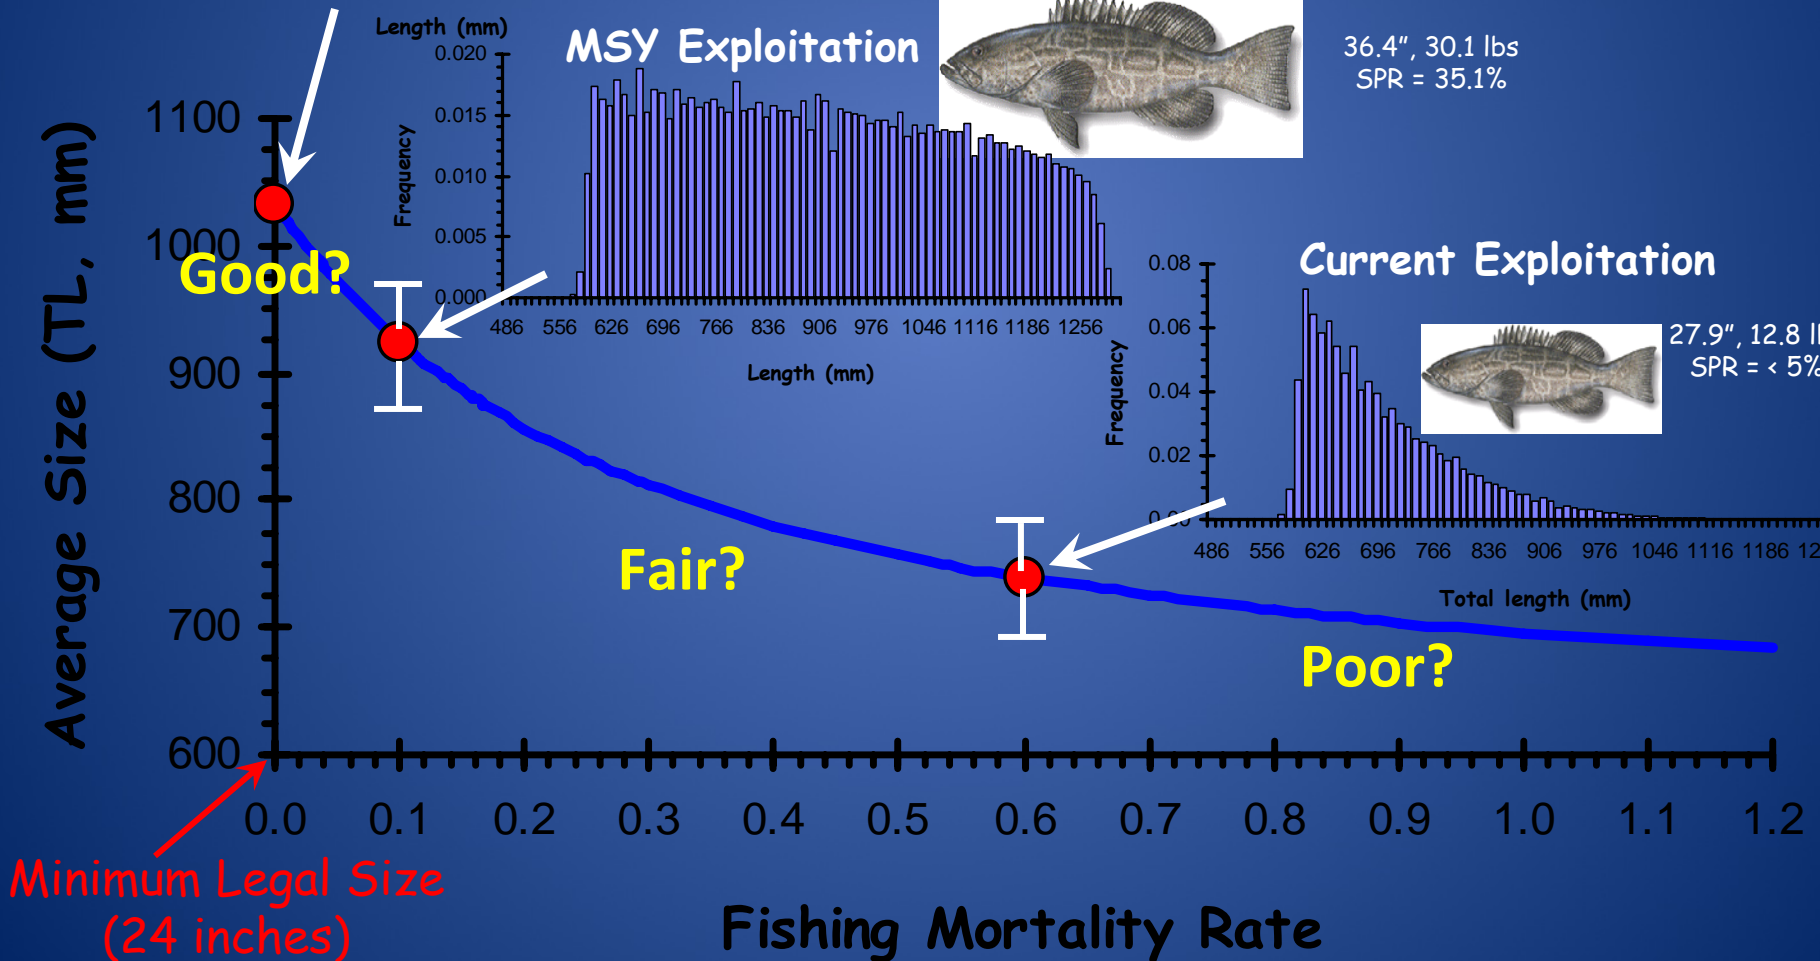 Length (mm)
MSY Exploitation
36.4", 30.1 lbs
SPR = 35.1%
0.020
0.015
0.010
0.005
0.000
Frequency
486 556 626 696 766 836 906 976 1046 1116 1186 1256
Length (mm)
Current Exploitation
27.9", 12.8 l
SPR = < 5%
0.08
0.06
0.04
0.02
0.00
Frequency
486 556 626 696 766 836 906 976 1046 1116 1186 12
Total length (mm)
Average Size (TL, mm)
1100
1000
900
800
700
600
Good?
Fair?
Poor?
0.0 0.1 0.2 0.3 0.4 0.5 0.6 0.7 0.8 0.9 1.0 1.1 1.2
Minimum Legal Size
(24 inches)
Fishing Mortality Rate